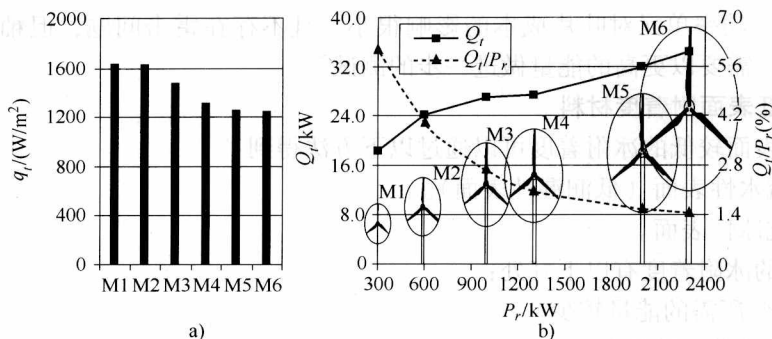 q_t/(W/m²)
2000
1600
1200
800
400
0
M1 M2 M3 M4 M5 M6
a)
Q_t/kW
40.0
32.0
24.0
16.0
8.0
0.0
Q_t
Q_t/P_r
M1
M2
M3
M4
M5
M6
7.0
5.6
4.2
2.8
1.4
0
Q_t/P_r(%)
300 600 900 1200 1500 1800 2100 2400
P_r/kW
b)